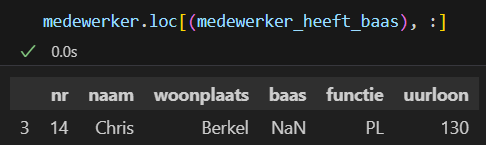 medewerker.loc[(medewerker_heeft_baas), :]
0.0s
nr naam woonplaats baas functie uurloon
3 14 Chris Berkel NaN PL 130